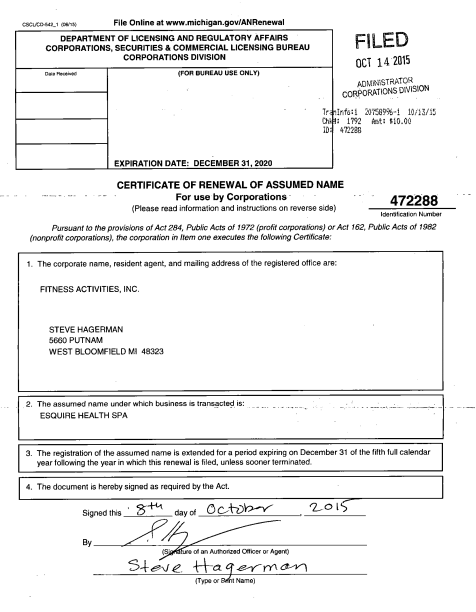 CSCL/CD-542_1 (06/15)
File Online at www.michigan.gov/ANRenewal
DEPARTMENT OF LICENSING AND REGULATORY AFFAIRS
CORPORATIONS, SECURITIES & COMMERCIAL LICENSING BUREAU
CORPORATIONS DIVISION
Date Received
(FOR BUREAU USE ONLY)
EXPIRATION DATE: DECEMBER 31, 2020
FILED
OCT 14 2015
ADMINISTRATOR
CORPORATIONS DIVISION
TranInfo:1 20758996-1 10/13/15
Chk#: 1792 Amt: $10.00
ID: 472288
CERTIFICATE OF RENEWAL OF ASSUMED NAME
For use by Corporations
(Please read information and instructions on reverse side)
472288
Identification Number
Pursuant to the provisions of Act 284, Public Acts of 1972 (profit corporations) or Act 162, Public Acts of 1982
(nonprofit corporations), the corporation in Item one executes the following Certificate:
1. The corporate name, resident agent, and mailing address of the registered office are:
FITNESS ACTIVITIES, INC.
STEVE HAGERMAN
5660 PUTNAM
WEST BLOOMFIELD MI 48323
2. The assumed name under which business is transacted is:
ESQUIRE HEALTH SPA
3. The registration of the assumed name is extended for a period expiring on December 31 of the fifth full calendar
year following the year in which this renewal is filed, unless sooner terminated.
4. The document is hereby signed as required by the Act.
Signed this 8th day of October, 2015
By
(Signature of an Authorized Officer or Agent)
Steve Hagerman
(Type or Print Name)